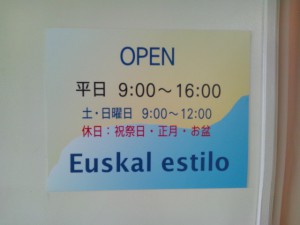 OPEN
平日 9:00～16:00
土・日曜日 9:00～12:00
休日：祝祭日・正月・お盆
Euskal estilo